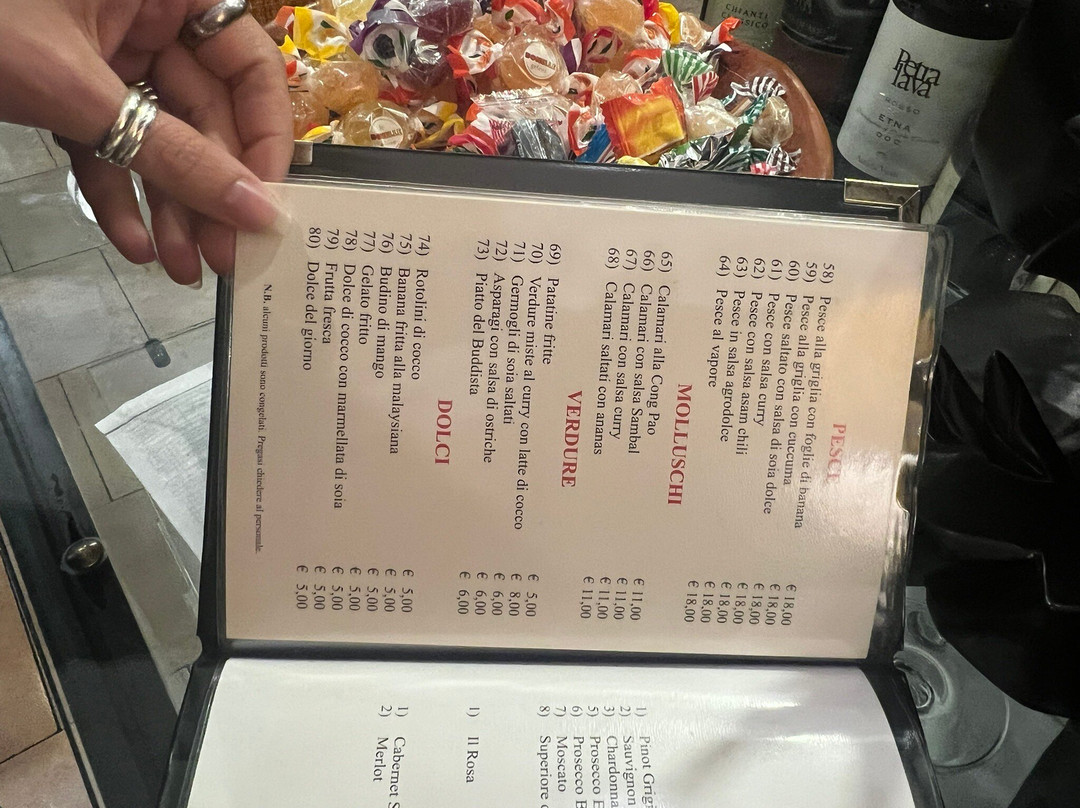 CHIANTI
CLASSICO
Petra
lava
ROSSO
ETNA
DOC
PESCE
58) Pesce alla griglia con foglie di banana € 18,00
59) Pesce alla griglia con cuccuma € 18,00
60) Pesce saltato con salsa di soia dolce € 18,00
61) Pesce con salsa curry € 18,00
62) Pesce con salsa asam chili € 18,00
63) Pesce in salsa agrodolce € 18,00
64) Pesce al vapore € 18,00
MOLLUSCHI
65) Calamari alla Cong Pao € 11,00
66) Calamari con salsa Sambal € 11,00
67) Calamari con salsa curry € 11,00
68) Calamari saltati con ananas € 11,00
VERDURE
69) Patatine fritte € 5,00
70) Verdure miste al curry con latte di cocco € 8,00
71) Germogli di soia saltati € 6,00
72) Asparagi con salsa di ostriche € 6,00
73) Piatto del Buddista € 6,00
DOLCI
74) Rotolini di cocco € 5,00
75) Banana fritta alla malaysiana € 5,00
76) Budino di mango € 5,00
77) Gelato fritto € 5,00
78) Dolce di cocco con marmellata di soia € 5,00
79) Frutta fresca € 5,00
80) Dolce del giorno € 5,00
N.B. alcuni prodotti sono congelati. Pregasi chiedere al personale.
1) Pinot Grigi
2) Sauvignon
3) Chardonna
5) Prosecco
6) Prosecco
7) Moscato
8) Superiore
1) Il Rosa
1) Cabernet S
2) Merlot